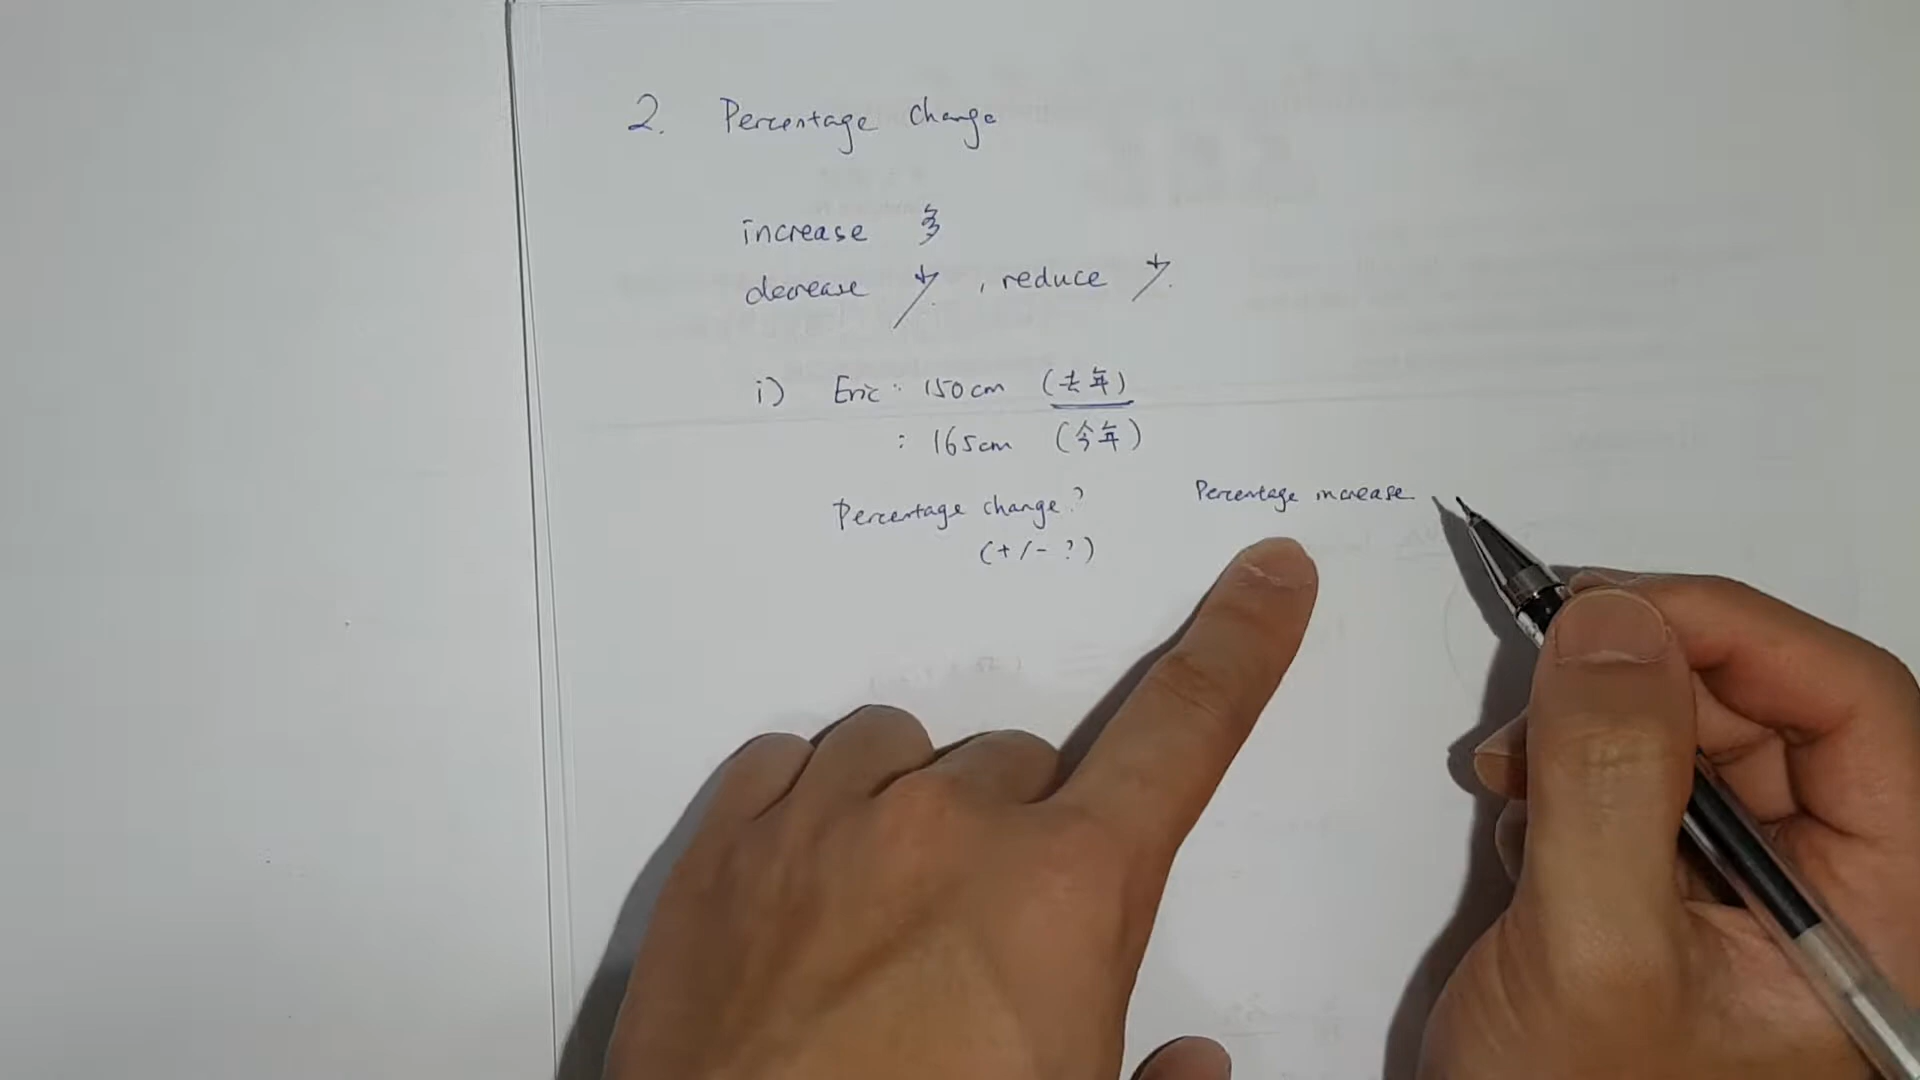 2. Percentage Change
increase 多
decrease 少, reduce 少
i) Eric : 150cm (去年)
: 165cm (今年)
Percentage change? Percentage increase
(+/- ?)